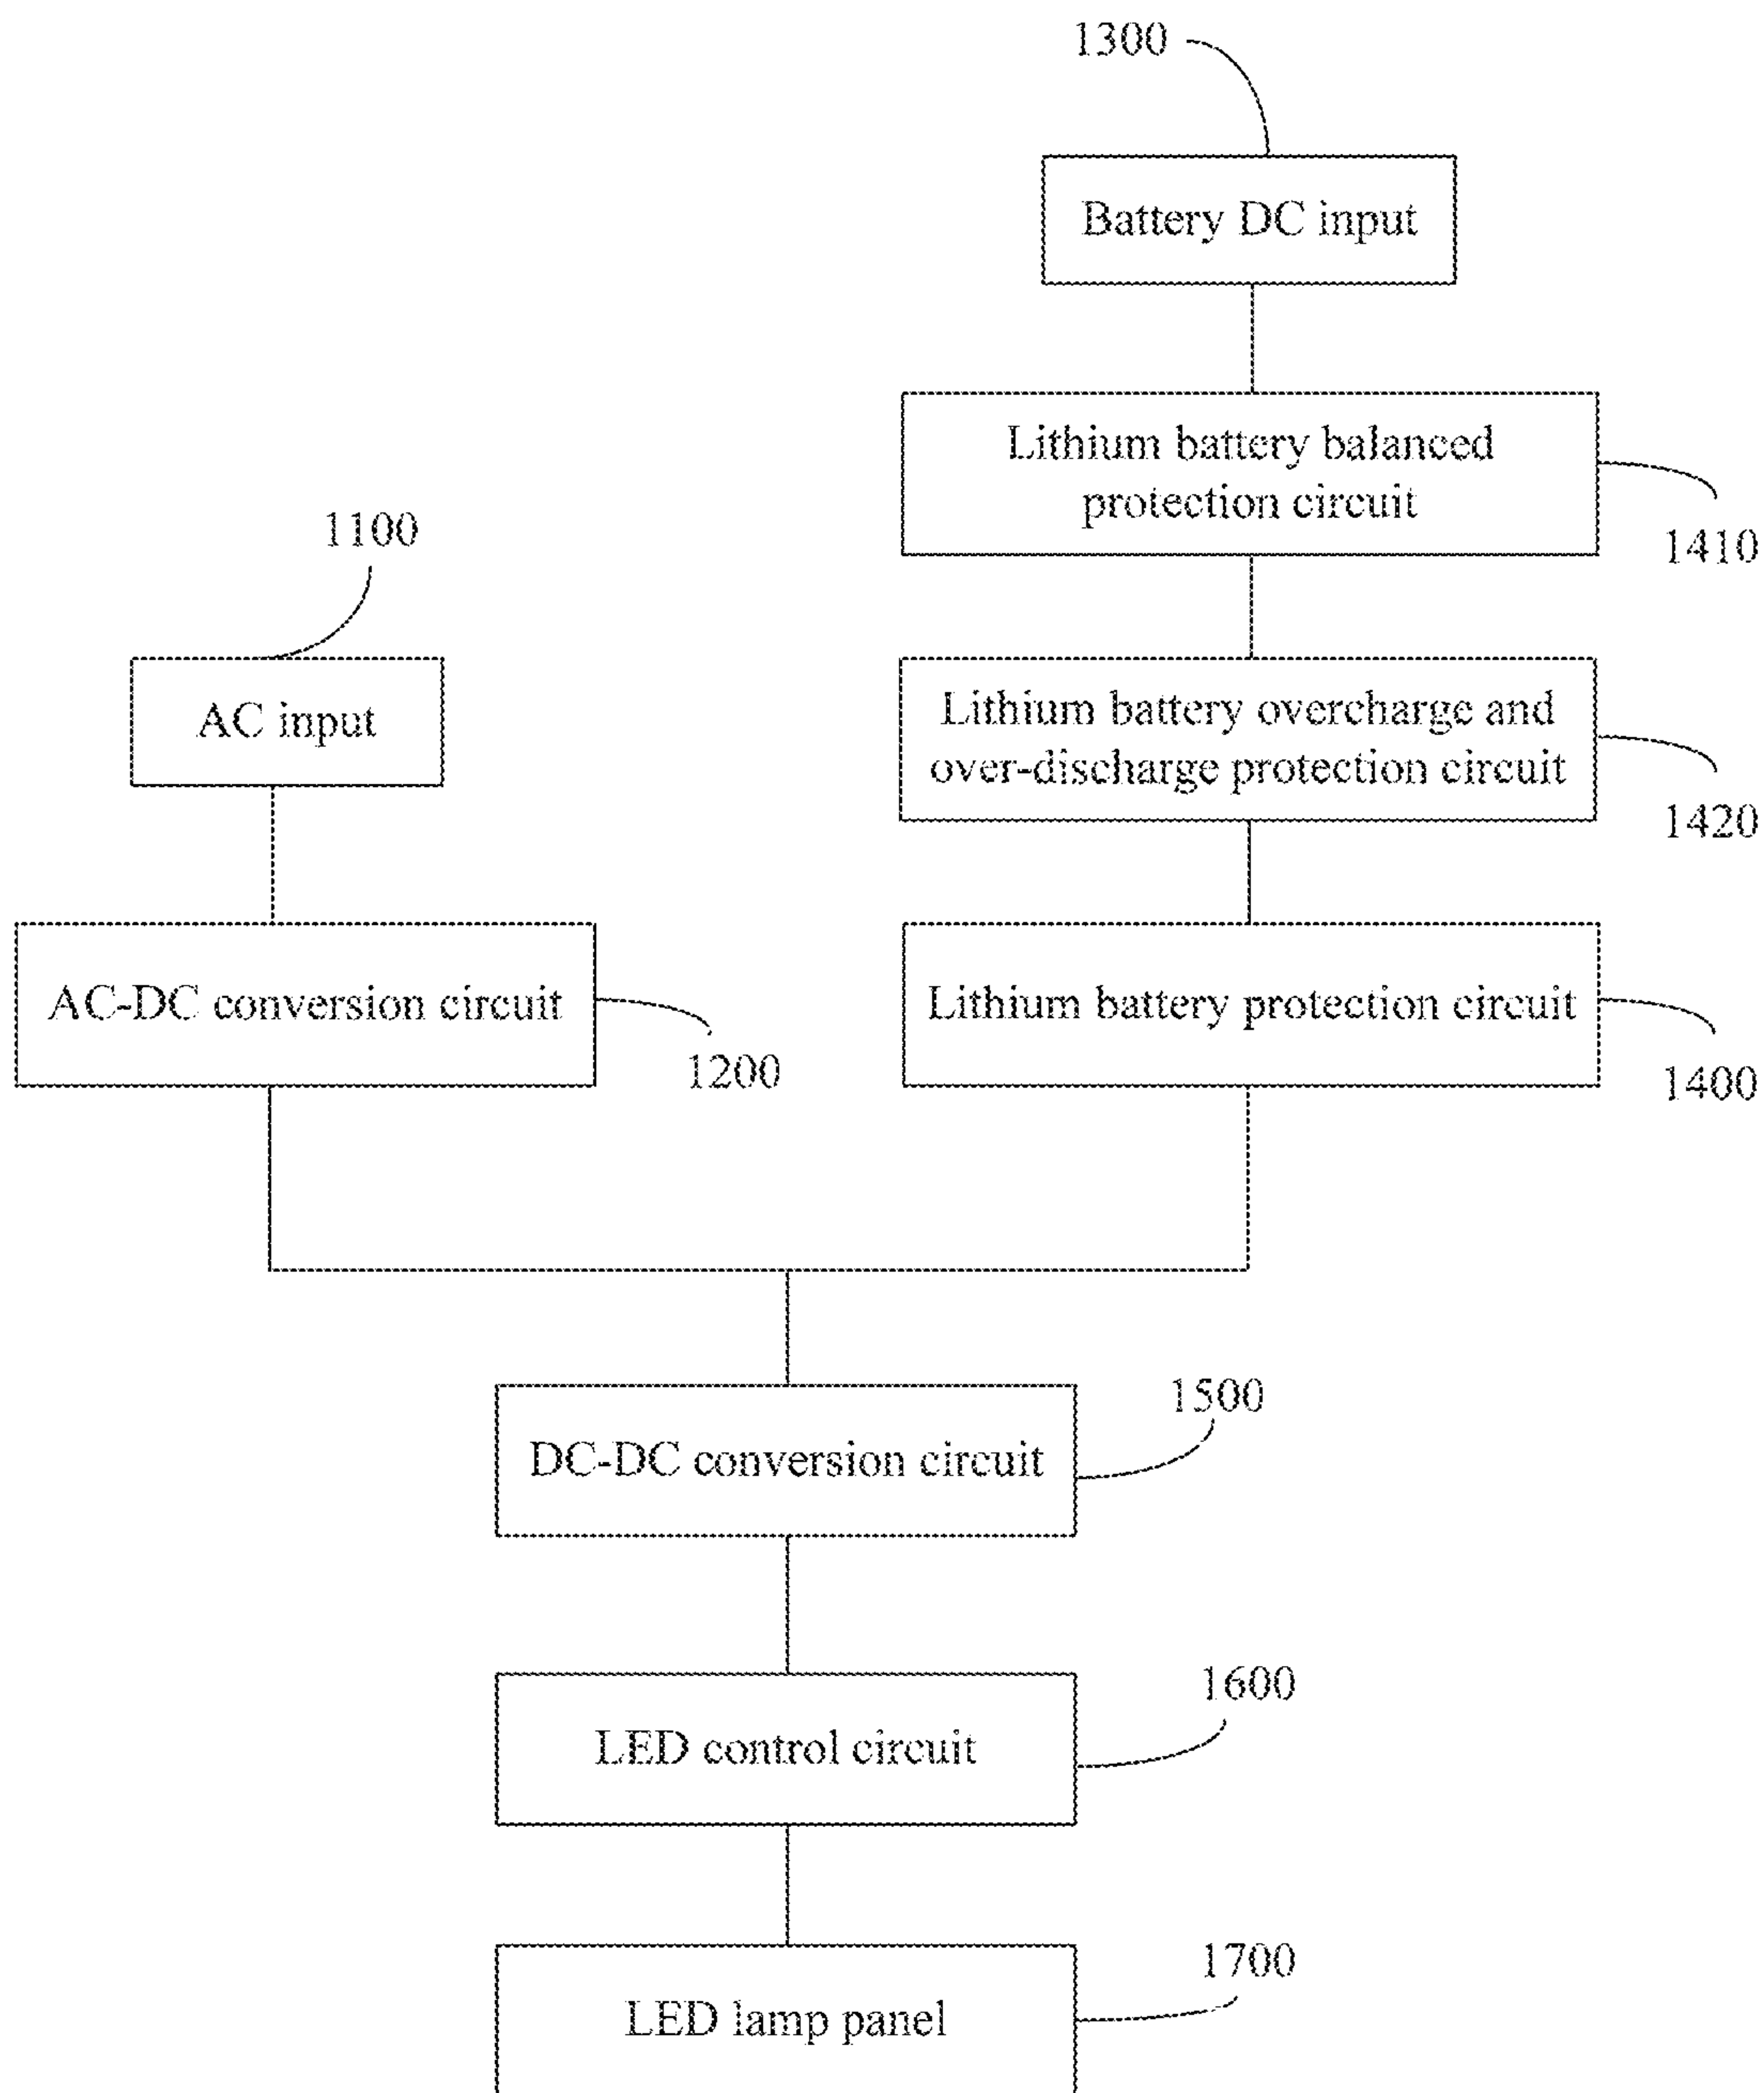 1300
Battery DC input
Lithium battery balanced
protection circuit
1410
1100
AC input
Lithium battery overcharge and
over-discharge protection circuit
1420
AC-DC conversion circuit
1200
Lithium battery protection circuit
1400
1500
DC-DC conversion circuit
1600
LED control circuit
1700
LED lamp panel